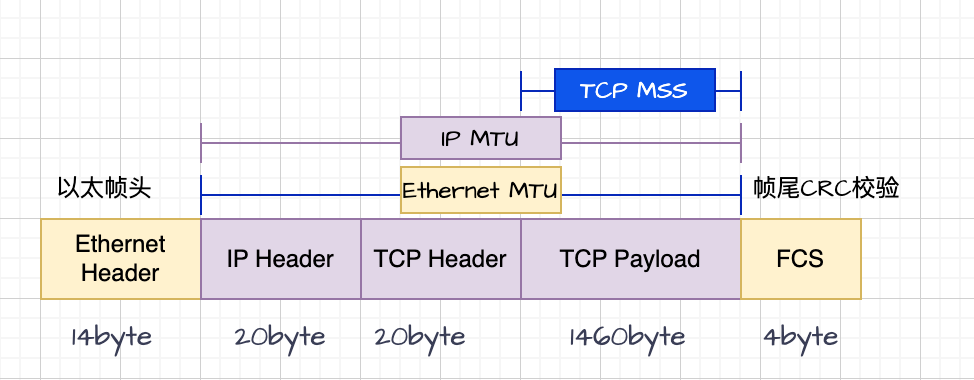 TCP MSS
IP MTU
以太帧头
Ethernet MTU
帧尾CRC校验
Ethernet
Header
IP Header
TCP Header
TCP Payload
FCS
14byte
20byte
20byte
1460byte
4byte